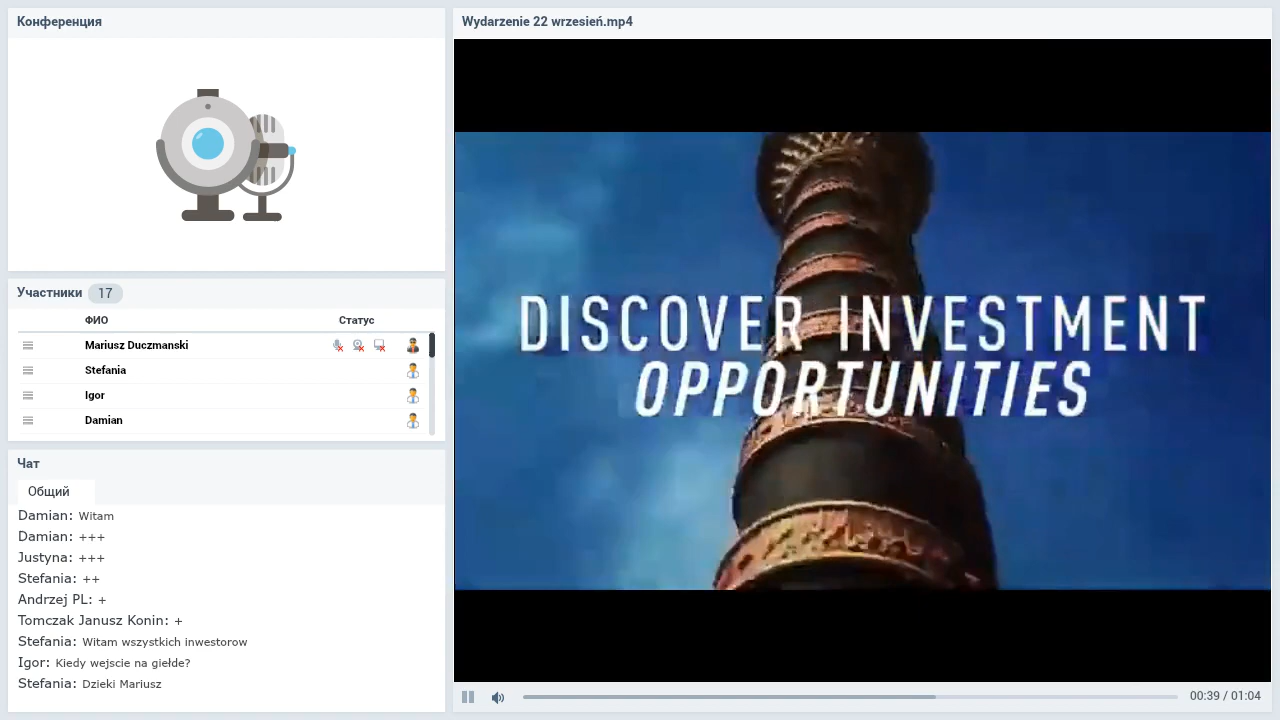 Конференция
Wydarzenie 22 wrzesień.mp4
DISCOVER INVESTMENT
OPPORTUNITIES
00:39 / 01:04
Участники 17
ФИО Статус
Mariusz Duczmanski
Stefania
Igor
Damian
Чат
Общий
Damian: Witam
Damian: +++
Justyna: +++
Stefania: ++
Andrzej PL: +
Tomczak Janusz Konin: +
Stefania: Witam wszystkich inwestorow
Igor: Kiedy wejscie na giełde?
Stefania: Dzieki Mariusz